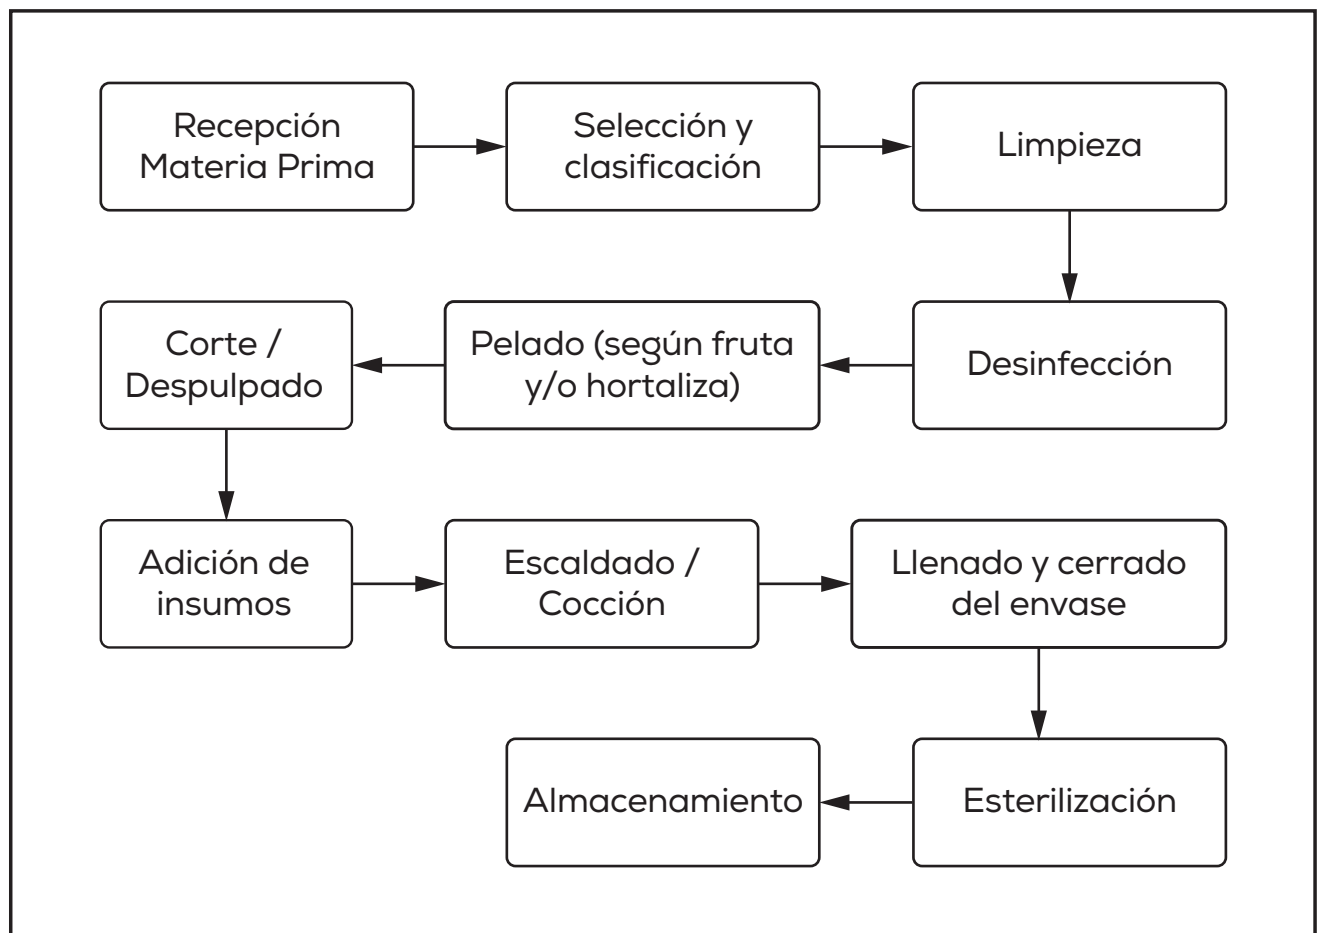 Recepción
Materia Prima
Selección y
clasificación
Limpieza
Desinfección
Pelado (según fruta
y/o hortaliza)
Corte /
Despulpado
Adición de
insumos
Escaldado /
Cocción
Llenado y cerrado
del envase
Esterilización
Almacenamiento